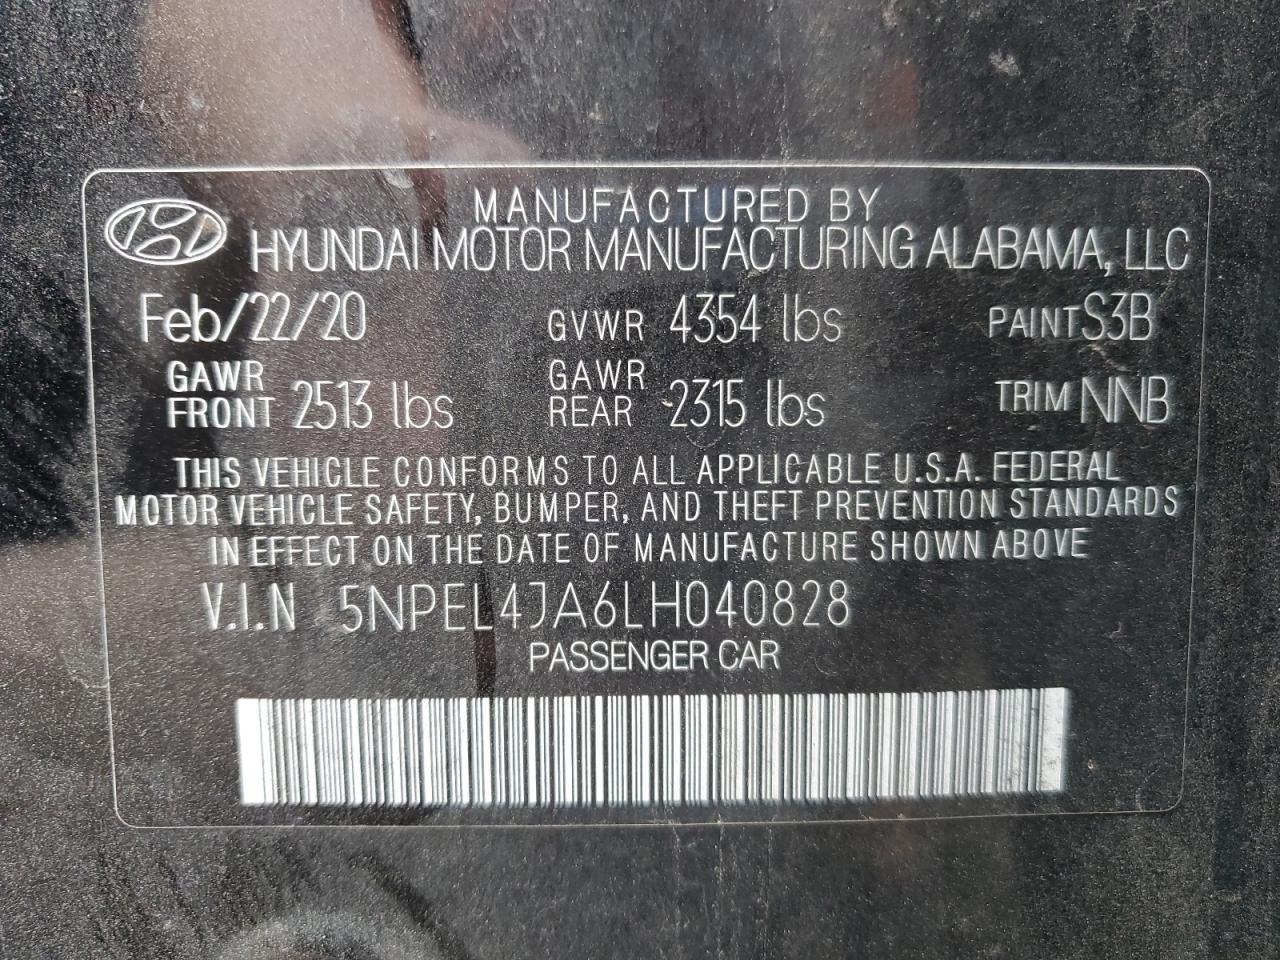 MANUFACTURED BY
HYUNDAI MOTOR MANUFACTURING ALABAMA, LLC
Feb/22/20 GVWR 4354 lbs PAINT S3B
GAWR FRONT 2513 lbs GAWR REAR 2315 lbs TRIM NNB
THIS VEHICLE CONFORMS TO ALL APPLICABLE U.S.A. FEDERAL
MOTOR VEHICLE SAFETY, BUMPER, AND THEFT PREVENTION STANDARDS
IN EFFECT ON THE DATE OF MANUFACTURE SHOWN ABOVE
V.I.N 5NPEL4JA6LH040828
PASSENGER CAR